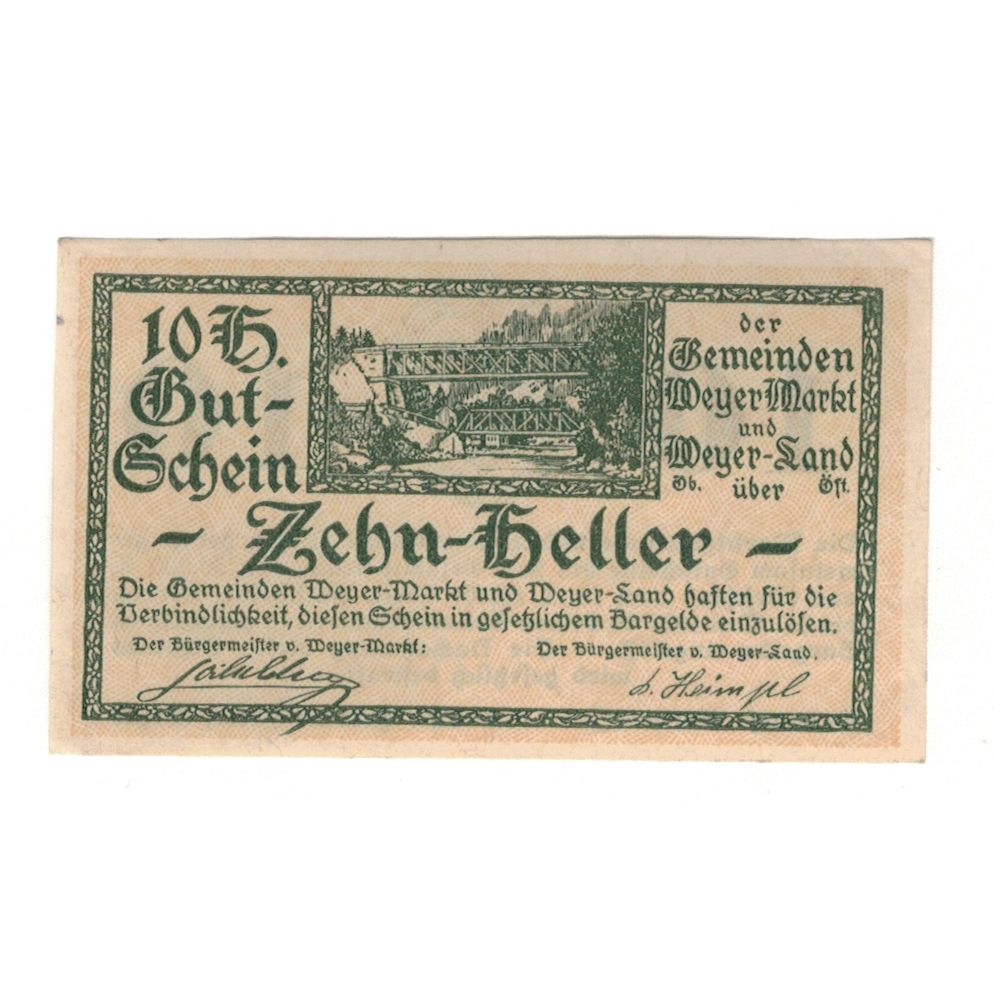 10 H.
Gut-
Schein
der
Gemeinden
Weyer Markt
und
Weyer-Land
Ob. über Öst.
- Zehn-Heller -
Die Gemeinden Weyer-Markt und Weyer-Land haften für die
Verbindlichkeit, diesen Schein in gesetzlichem Bargelde einzulösen.
Der Bürgermeister v. Weyer-Markt:
Der Bürgermeister v. Weyer-Land.